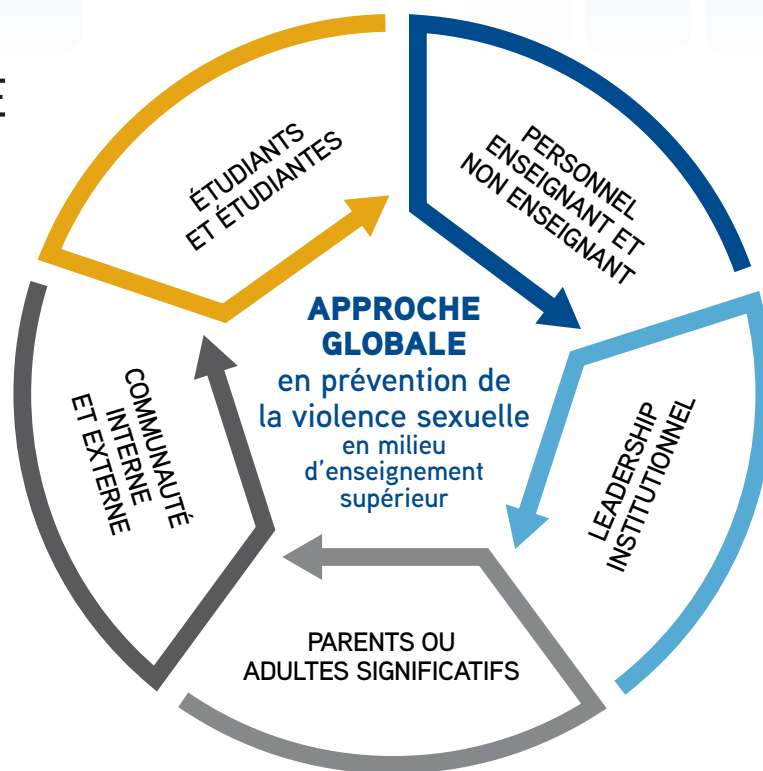 E
ÉTUDIANTS
ET ÉTUDIANTES
PERSONNEL
ENSEIGNANT ET
NON ENSEIGNANT
APPROCHE
GLOBALE
en prévention de
la violence sexuelle
en milieu
d'enseignement
supérieur
LEADERSHIP
INSTITUTIONNEL
PARENTS OU
ADULTES SIGNIFICATIFS
COMMUNAUTÉ
INTERNE
ET EXTERNE